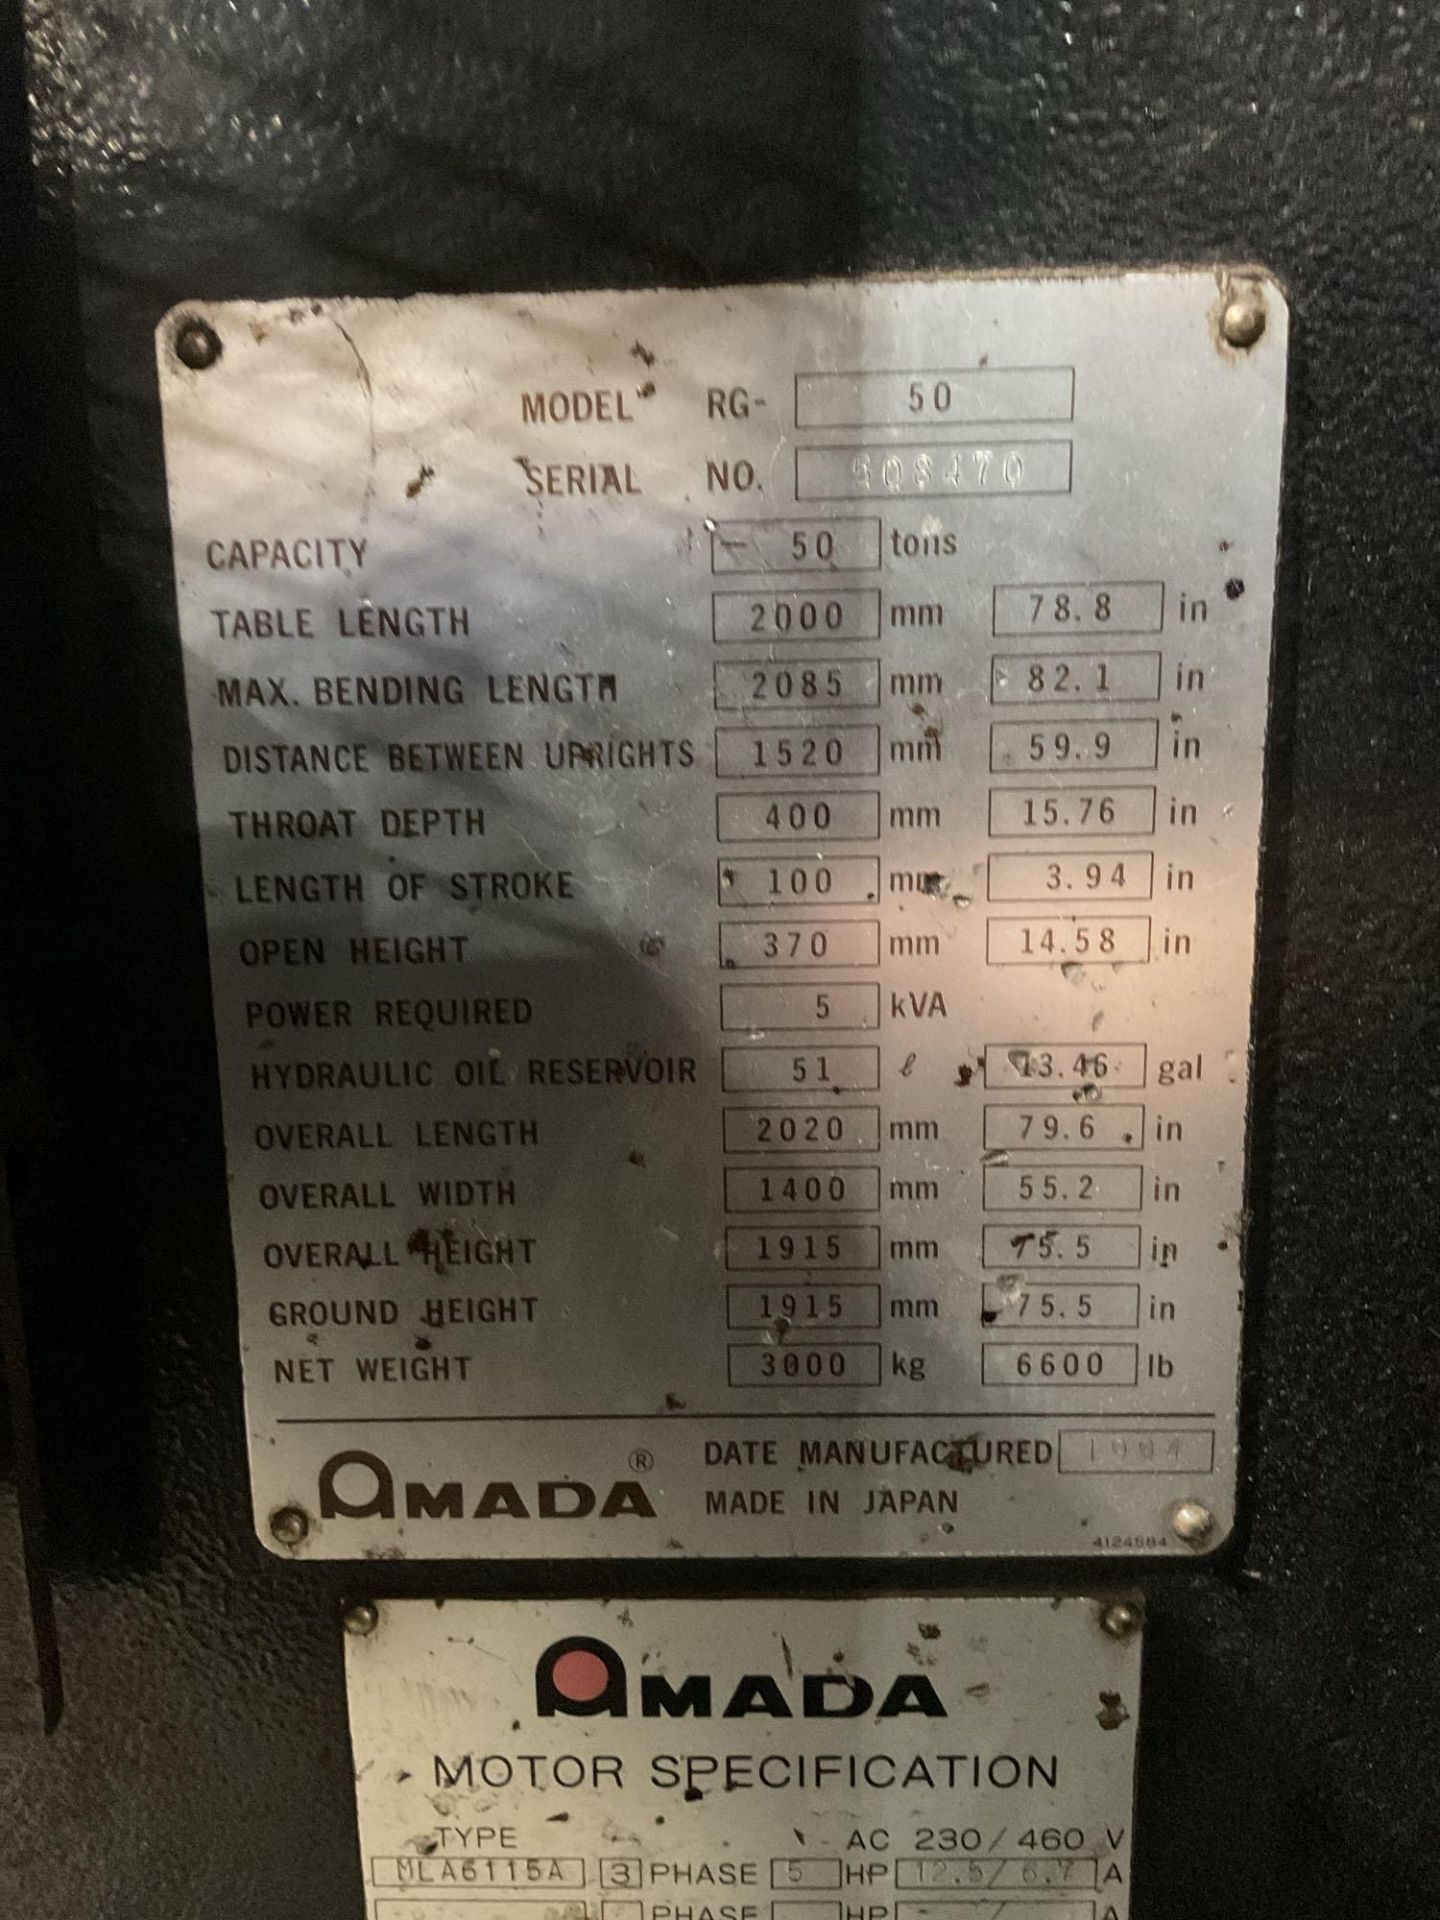 MODEL RG- 50
SERIAL NO. 508470
CAPACITY 50 tons
TABLE LENGTH 2000 mm 78.8 in
MAX. BENDING LENGTH 2085 mm 82.1 in
DISTANCE BETWEEN UPRIGHTS 1520 mm 59.9 in
THROAT DEPTH 400 mm 15.76 in
LENGTH OF STROKE 100 mm 3.94 in
OPEN HEIGHT 370 mm 14.58 in
POWER REQUIRED 5 kVA
HYDRAULIC OIL RESERVOIR 51 ℓ 13.46 gal
OVERALL LENGTH 2020 mm 79.6 in
OVERALL WIDTH 1400 mm 55.2 in
OVERALL HEIGHT 1915 mm 75.5 in
GROUND HEIGHT 1915 mm 75.5 in
NET WEIGHT 3000 kg 6600 lb
AMADA ® DATE MANUFACTURED
MADE IN JAPAN
4124584
AMADA
MOTOR SPECIFICATION
TYPE AC 230/460 V
MLA6115A 3 PHASE 5 HP 12.5/6.7 A
PHASE HP - / A